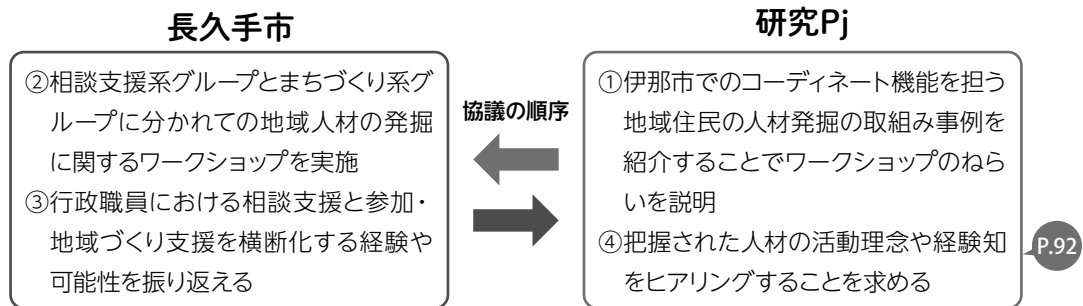 長久手市
②相談支援系グループとまちづくり系グ
ループに分かれての地域人材の発掘
に関するワークショップを実施
③行政職員における相談支援と参加・
地域づくり支援を横断化する経験や
可能性を振り返える
協議の順序
研究Pj
①伊那市でのコーディネート機能を担う
地域住民の人材発掘の取組み事例を
紹介することでワークショップのねら
いを説明
④把握された人材の活動理念や経験知
をヒアリングすることを求める
P.92